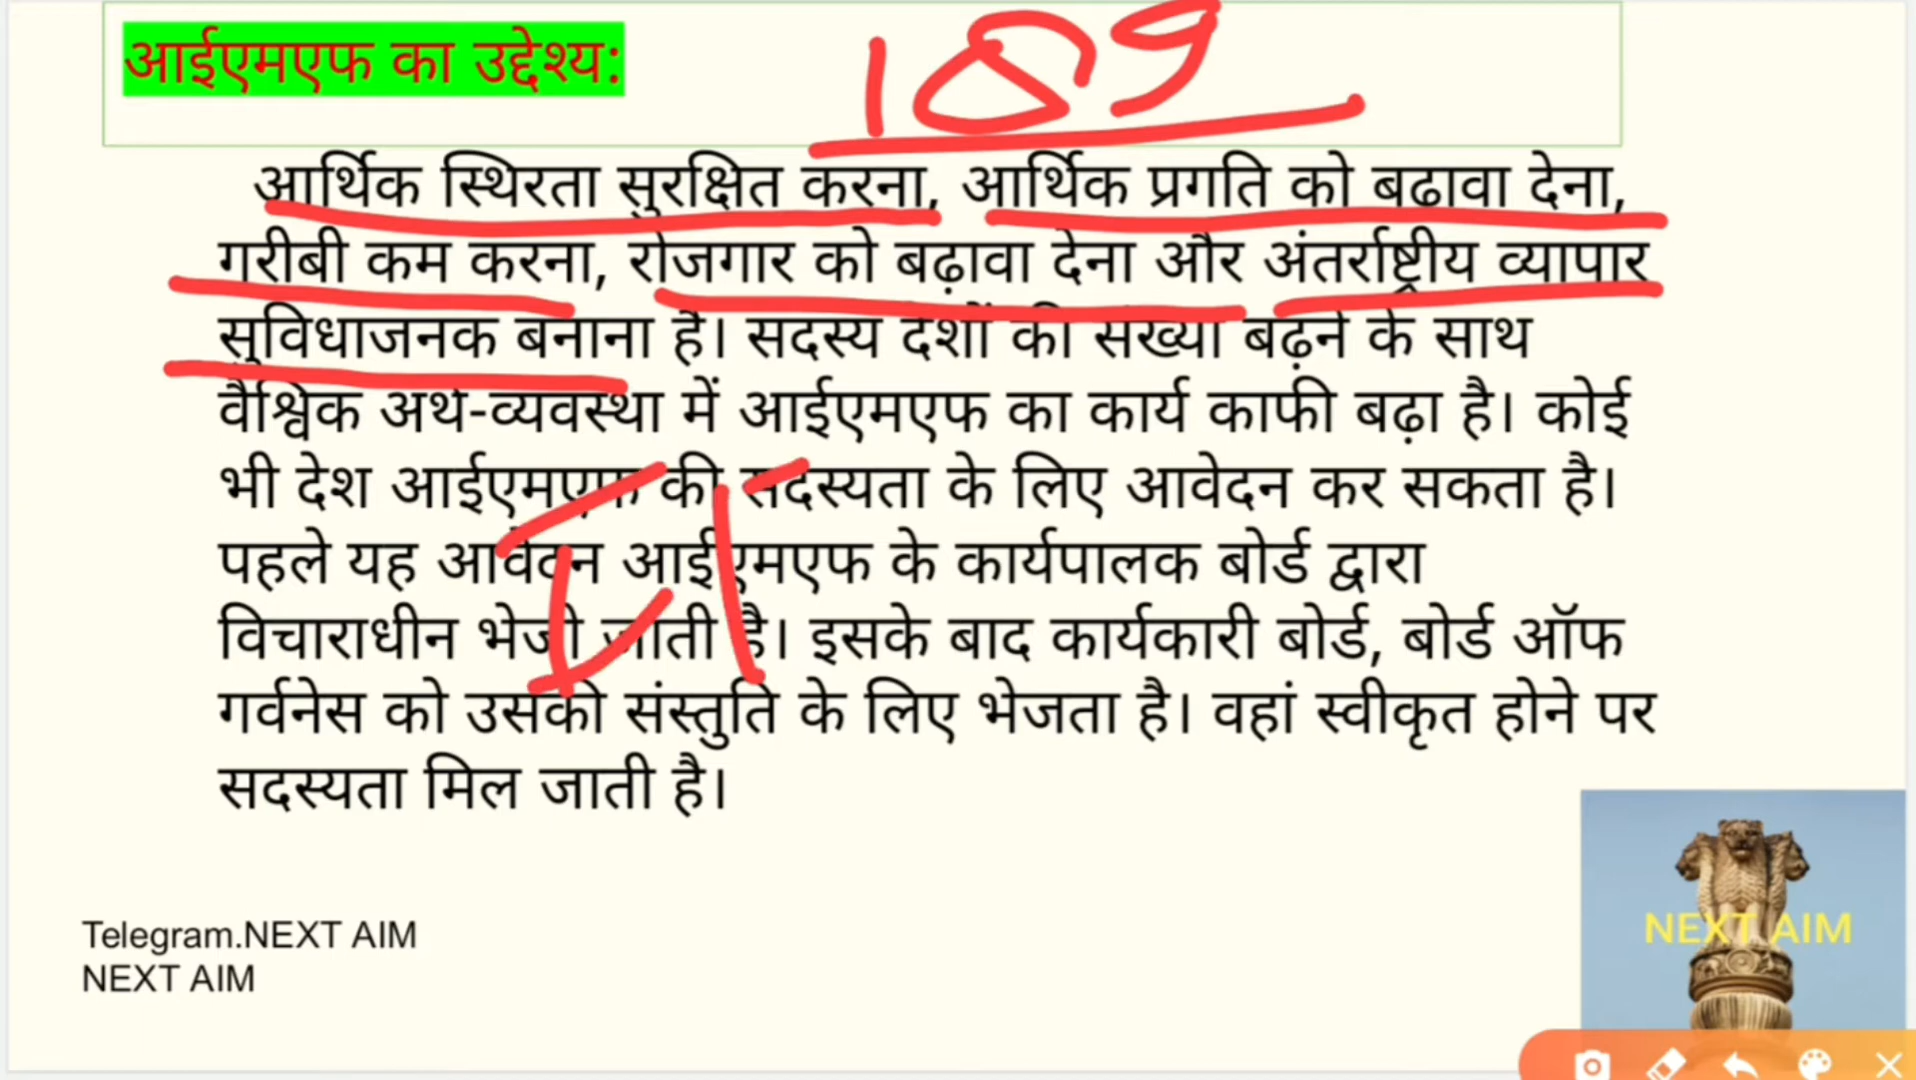 आईएमएफ का उद्देश्य:
189
आर्थिक स्थिरता सुरक्षित करना, आर्थिक प्रगति को बढावा देना,
गरीबी कम करना, रोजगार को बढ़ावा देना और अंतर्राष्ट्रीय व्यापार
सुविधाजनक बनाना है। सदस्य देशों की संख्या बढ़ने के साथ
वैश्विक अर्थ-व्यवस्था में आईएमएफ का कार्य काफी बढ़ा है। कोई
भी देश आईएमएफ की सदस्यता के लिए आवेदन कर सकता है।
पहले यह आवेदन आईएमएफ के कार्यपालक बोर्ड द्वारा
विचाराधीन भेजी जाती है। इसके बाद कार्यकारी बोर्ड, बोर्ड ऑफ
गर्वनेस को उसकी संस्तुति के लिए भेजता है। वहां स्वीकृत होने पर
सदस्यता मिल जाती है।
Telegram.NEXT AIM
NEXT AIM
NEXT AIM